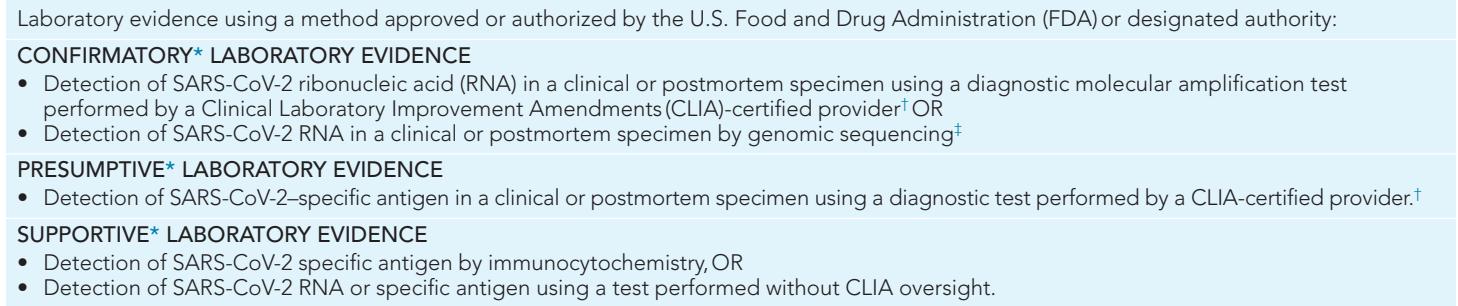 Laboratory evidence using a method approved or authorized by the U.S. Food and Drug Administration (FDA) or designated authority:
CONFIRMATORY* LABORATORY EVIDENCE
• Detection of SARS-CoV-2 ribonucleic acid (RNA) in a clinical or postmortem specimen using a diagnostic molecular amplification test
performed by a Clinical Laboratory Improvement Amendments (CLIA)-certified provider† OR
• Detection of SARS-CoV-2 RNA in a clinical or postmortem specimen by genomic sequencing‡
PRESUMPTIVE* LABORATORY EVIDENCE
• Detection of SARS-CoV-2–specific antigen in a clinical or postmortem specimen using a diagnostic test performed by a CLIA-certified provider.†
SUPPORTIVE* LABORATORY EVIDENCE
• Detection of SARS-CoV-2 specific antigen by immunocytochemistry, OR
• Detection of SARS-CoV-2 RNA or specific antigen using a test performed without CLIA oversight.